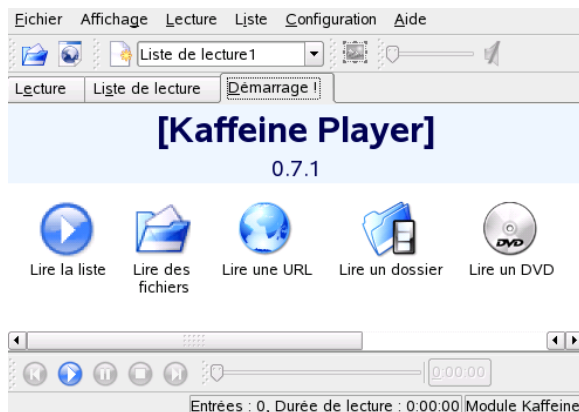 Fichier Affichage Lecture Liste Configuration Aide
Liste de lecture1
Lecture Liste de lecture Démarrage !
[Kaffeine Player]
0.7.1
Lire la liste Lire des fichiers Lire une URL Lire un dossier Lire un DVD
DVD
0:00:00
Entrées : 0, Durée de lecture : 0:00:00 Module Kaffeine